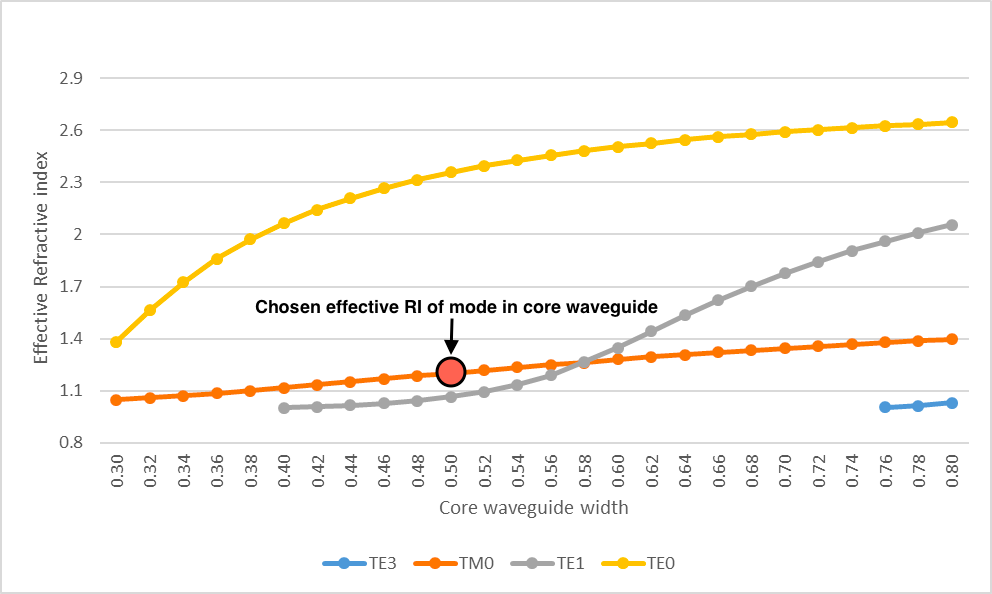 2.9
2.6
2.3
2
1.7
1.4
1.1
0.8
Effective Refractive index
Chosen effective RI of mode in core waveguide
0.30 0.32 0.34 0.36 0.38 0.40 0.42 0.44 0.46 0.48 0.50 0.52 0.54 0.56 0.58 0.60 0.62 0.64 0.66 0.68 0.70 0.72 0.74 0.76 0.78 0.80
Core waveguide width
TE3 TM0 TE1 TE0